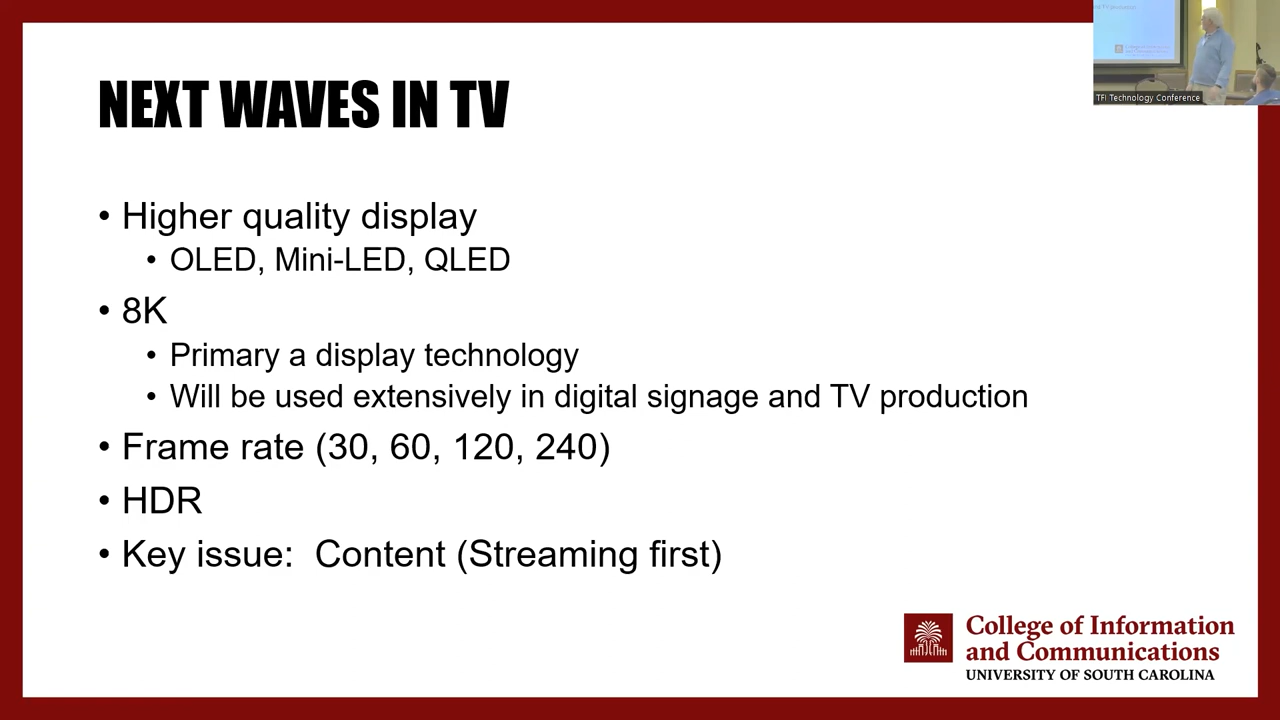 NEXT WAVES IN TV
TFI Technology Conference
• Higher quality display
• OLED, Mini-LED, QLED
• 8K
• Primary a display technology
• Will be used extensively in digital signage and TV production
• Frame rate (30, 60, 120, 240)
• HDR
• Key issue: Content (Streaming first)
College of Information
and Communications
UNIVERSITY OF SOUTH CAROLINA